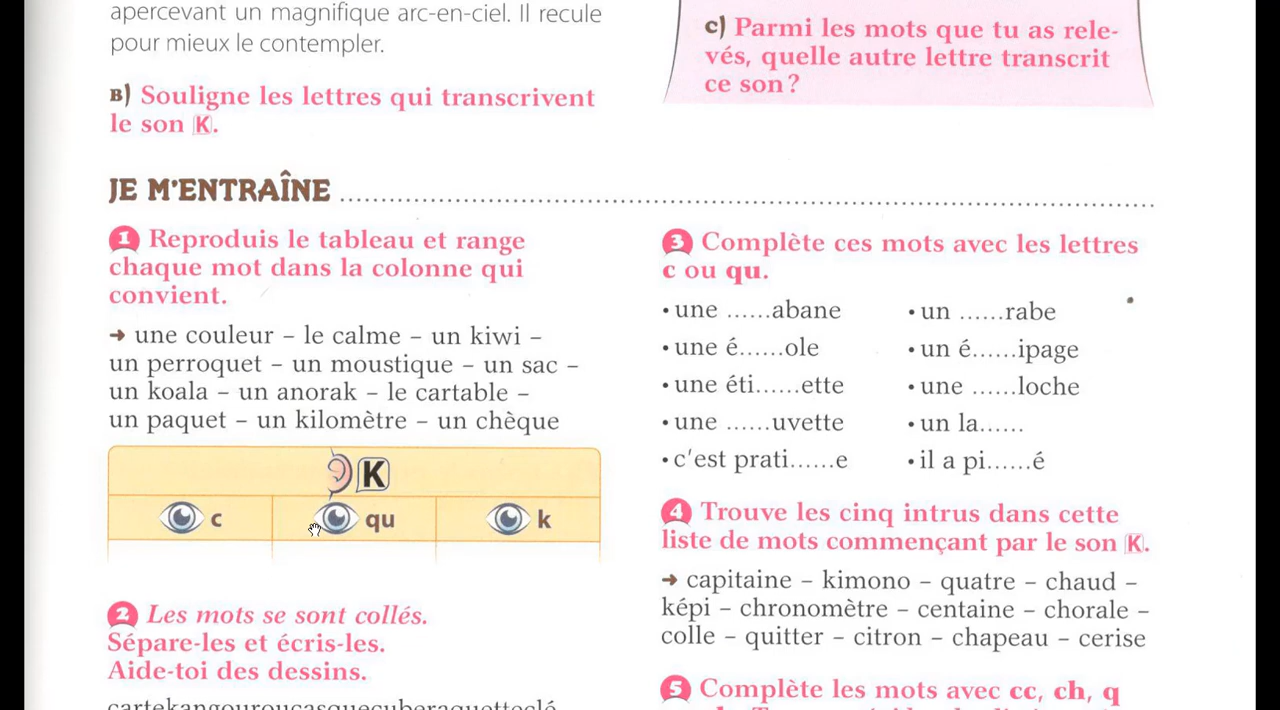 apercevant un magnifique arc-en-ciel. Il recule
pour mieux le contempler.
B) Souligne les lettres qui transcrivent
le son K.
c) Parmi les mots que tu as rele-
vés, quelle autre lettre transcrit
ce son ?
JE M'ENTRAÎNE
1 Reproduis le tableau et range
chaque mot dans la colonne qui
convient.
➜ une couleur – le calme – un kiwi –
un perroquet – un moustique – un sac –
un koala – un anorak – le cartable –
un paquet – un kilomètre – un chèque
K
c qu k
2 Les mots se sont collés.
Sépare-les et écris-les.
Aide-toi des dessins.
cartekangouroucasquecuberaquetteclé
3 Complète ces mots avec les lettres
c ou qu.
• une ......abane • un ......rabe
• une é......ole • un é......ipage
• une éti......ette • une ......loche
• une ......uvette • un la......
• c'est prati......e • il a pi......é
4 Trouve les cinq intrus dans cette
liste de mots commençant par le son K.
➜ capitaine – kimono – quatre – chaud –
képi – chronomètre – centaine – chorale –
colle – quitter – citron – chapeau – cerise
5 Complète les mots avec cc, ch, q